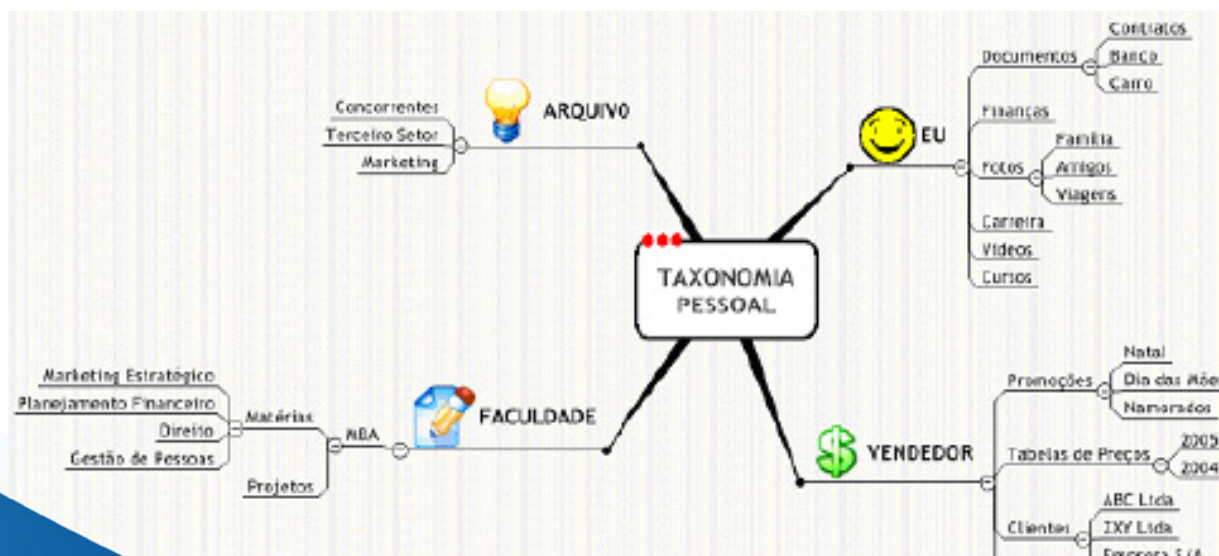 TAXONOMIA
PESSOAL
ARQUIVO
Concorrentes
Terceiro Setor
Marketing
EU
Documentos
Contratos
Banco
Carro
Finanças
Fotos
Família
Amigos
Viagens
Carreira
Vídeos
Cursos
FACULDADE
MBA
Matérias
Marketing Estratégico
Planejamento Financeiro
Direito
Gestão de Pessoas
Projetos
VENDEDOR
Promoções
Natal
Dia das Mães
Namorados
Tabelas de Preços
2005
2004
Clientes
ABC Ltda
IXY Ltda
Empresa S/A